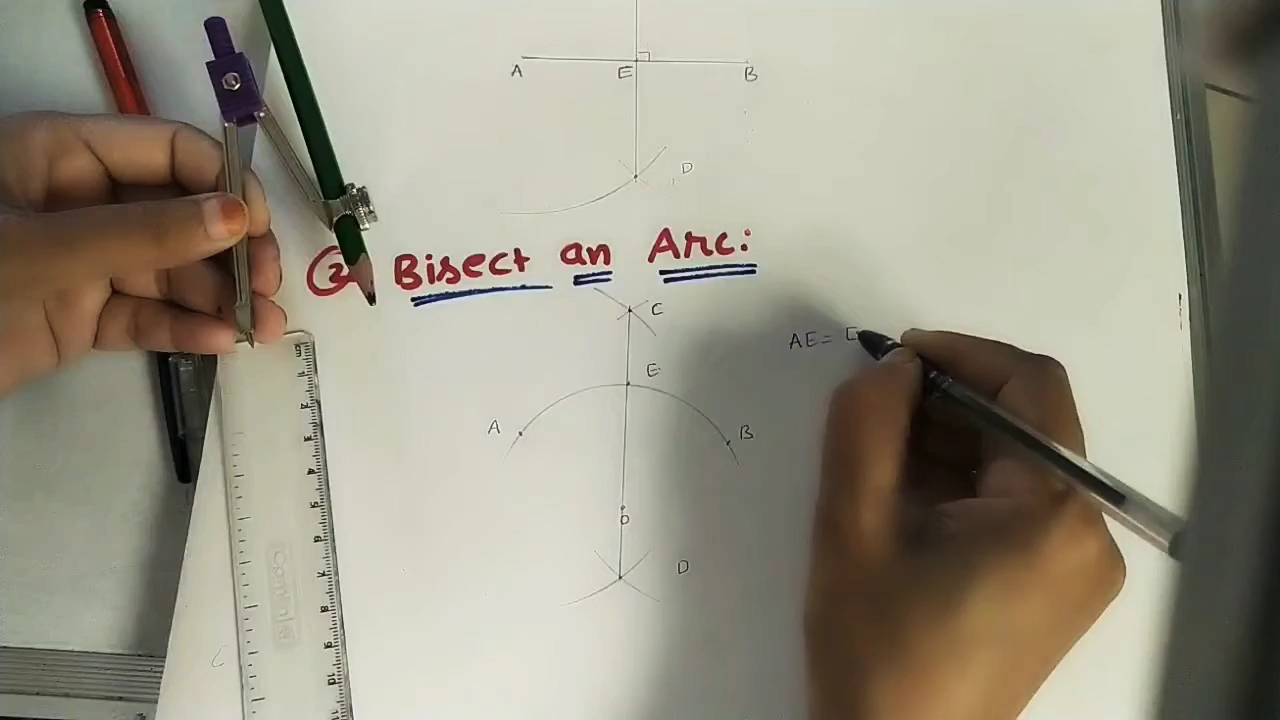 A E B
D
② Bisect an Arc:
C
AE= E
E
A B
O
D